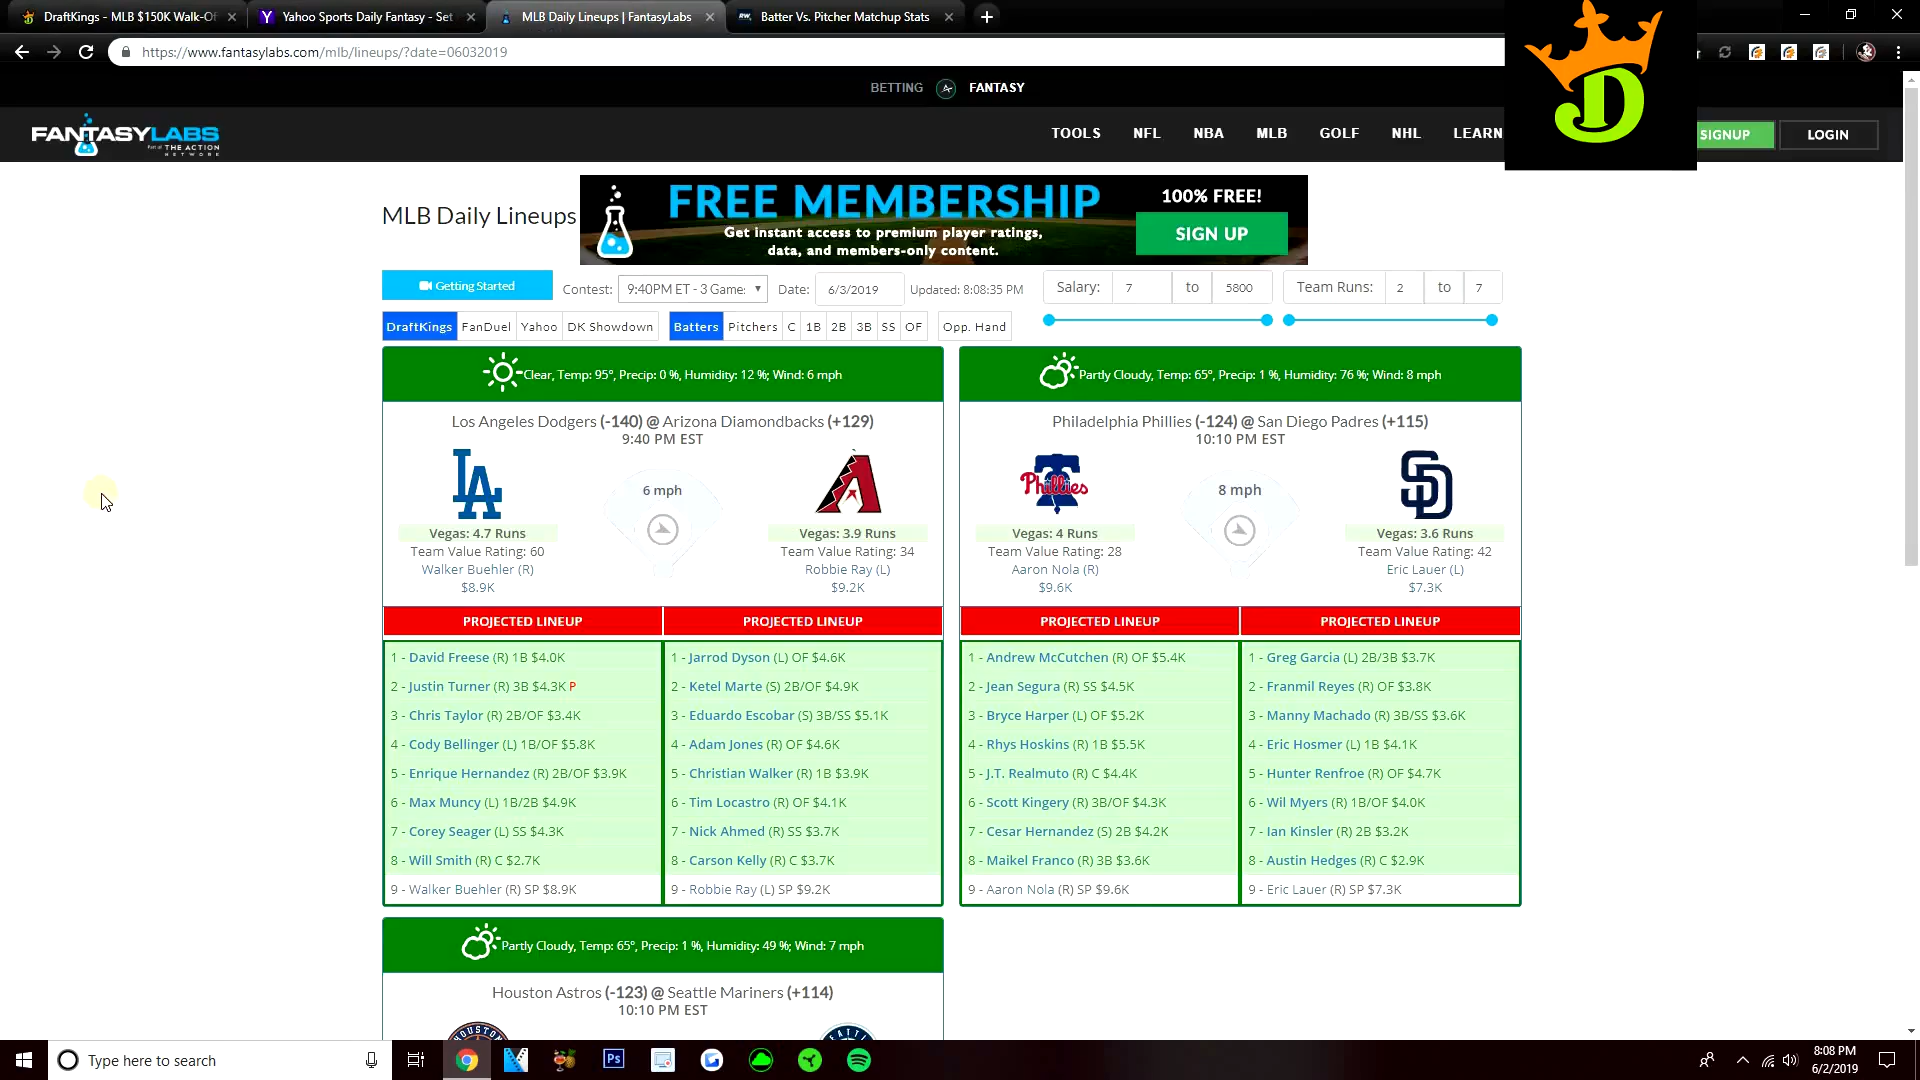 DraftKings - MLB $150K Walk-Of
Yahoo Sports Daily Fantasy - Set
MLB Daily Lineups | FantasyLabs
RW
Batter Vs. Pitcher Matchup Stats
https://www.fantasylabs.com/mlb/lineups/?date=06032019
BETTING
FANTASY
FANTASYLABS
Part of THE ACTION NETWORK
TOOLS NFL NBA MLB GOLF NHL LEARN
SIGNUP LOGIN
D
MLB Daily Lineups
FREE MEMBERSHIP
Get instant access to premium player ratings,
data, and members-only content.
100% FREE!
SIGN UP
Getting Started Contest: 9:40PM ET - 3 Game: Date: 6/3/2019 Updated: 8:08:35 PM Salary: 7 to 5800 Team Runs: 2 to 7
DraftKings FanDuel Yahoo DK Showdown Batters Pitchers C 1B 2B 3B SS OF Opp. Hand
Clear, Temp: 95°, Precip: 0 %, Humidity: 12 %; Wind: 6 mph
Los Angeles Dodgers (-140) @ Arizona Diamondbacks (+129)
9:40 PM EST
LA
A
6 mph
Vegas: 4.7 Runs
Team Value Rating: 60
Walker Buehler (R)
$8.9K
Vegas: 3.9 Runs
Team Value Rating: 34
Robbie Ray (L)
$9.2K
PROJECTED LINEUP
1 - David Freese (R) 1B $4.0K
2 - Justin Turner (R) 3B $4.3K P
3 - Chris Taylor (R) 2B/OF $3.4K
4 - Cody Bellinger (L) 1B/OF $5.8K
5 - Enrique Hernandez (R) 2B/OF $3.9K
6 - Max Muncy (L) 1B/2B $4.9K
7 - Corey Seager (L) SS $4.3K
8 - Will Smith (R) C $2.7K
9 - Walker Buehler (R) SP $8.9K
PROJECTED LINEUP
1 - Jarrod Dyson (L) OF $4.6K
2 - Ketel Marte (S) 2B/OF $4.9K
3 - Eduardo Escobar (S) 3B/SS $5.1K
4 - Adam Jones (R) OF $4.6K
5 - Christian Walker (R) 1B $3.9K
6 - Tim Locastro (R) OF $4.1K
7 - Nick Ahmed (R) SS $3.7K
8 - Carson Kelly (R) C $3.7K
9 - Robbie Ray (L) SP $9.2K
Partly Cloudy, Temp: 65°, Precip: 1 %, Humidity: 76 %; Wind: 8 mph
Philadelphia Phillies (-124) @ San Diego Padres (+115)
10:10 PM EST
Phillies
SD
8 mph
Vegas: 4 Runs
Team Value Rating: 28
Aaron Nola (R)
$9.6K
Vegas: 3.6 Runs
Team Value Rating: 42
Eric Lauer (L)
$7.3K
PROJECTED LINEUP
1 - Andrew McCutchen (R) OF $5.4K
2 - Jean Segura (R) SS $4.5K
3 - Bryce Harper (L) OF $5.2K
4 - Rhys Hoskins (R) 1B $5.5K
5 - J.T. Realmuto (R) C $4.4K
6 - Scott Kingery (R) 3B/OF $4.3K
7 - Cesar Hernandez (S) 2B $4.2K
8 - Maikel Franco (R) 3B $3.6K
9 - Aaron Nola (R) SP $9.6K
PROJECTED LINEUP
1 - Greg Garcia (L) 2B/3B $3.7K
2 - Franmil Reyes (R) OF $3.8K
3 - Manny Machado (R) 3B/SS $3.6K
4 - Eric Hosmer (L) 1B $4.1K
5 - Hunter Renfroe (R) OF $4.7K
6 - Wil Myers (R) 1B/OF $4.0K
7 - Ian Kinsler (R) 2B $3.2K
8 - Austin Hedges (R) C $2.9K
9 - Eric Lauer (R) SP $7.3K
Partly Cloudy, Temp: 65°, Precip: 1 %, Humidity: 49 %; Wind: 7 mph
Houston Astros (-123) @ Seattle Mariners (+114)
10:10 PM EST
HOUSTON
Type here to search
Ps
8:08 PM
6/2/2019